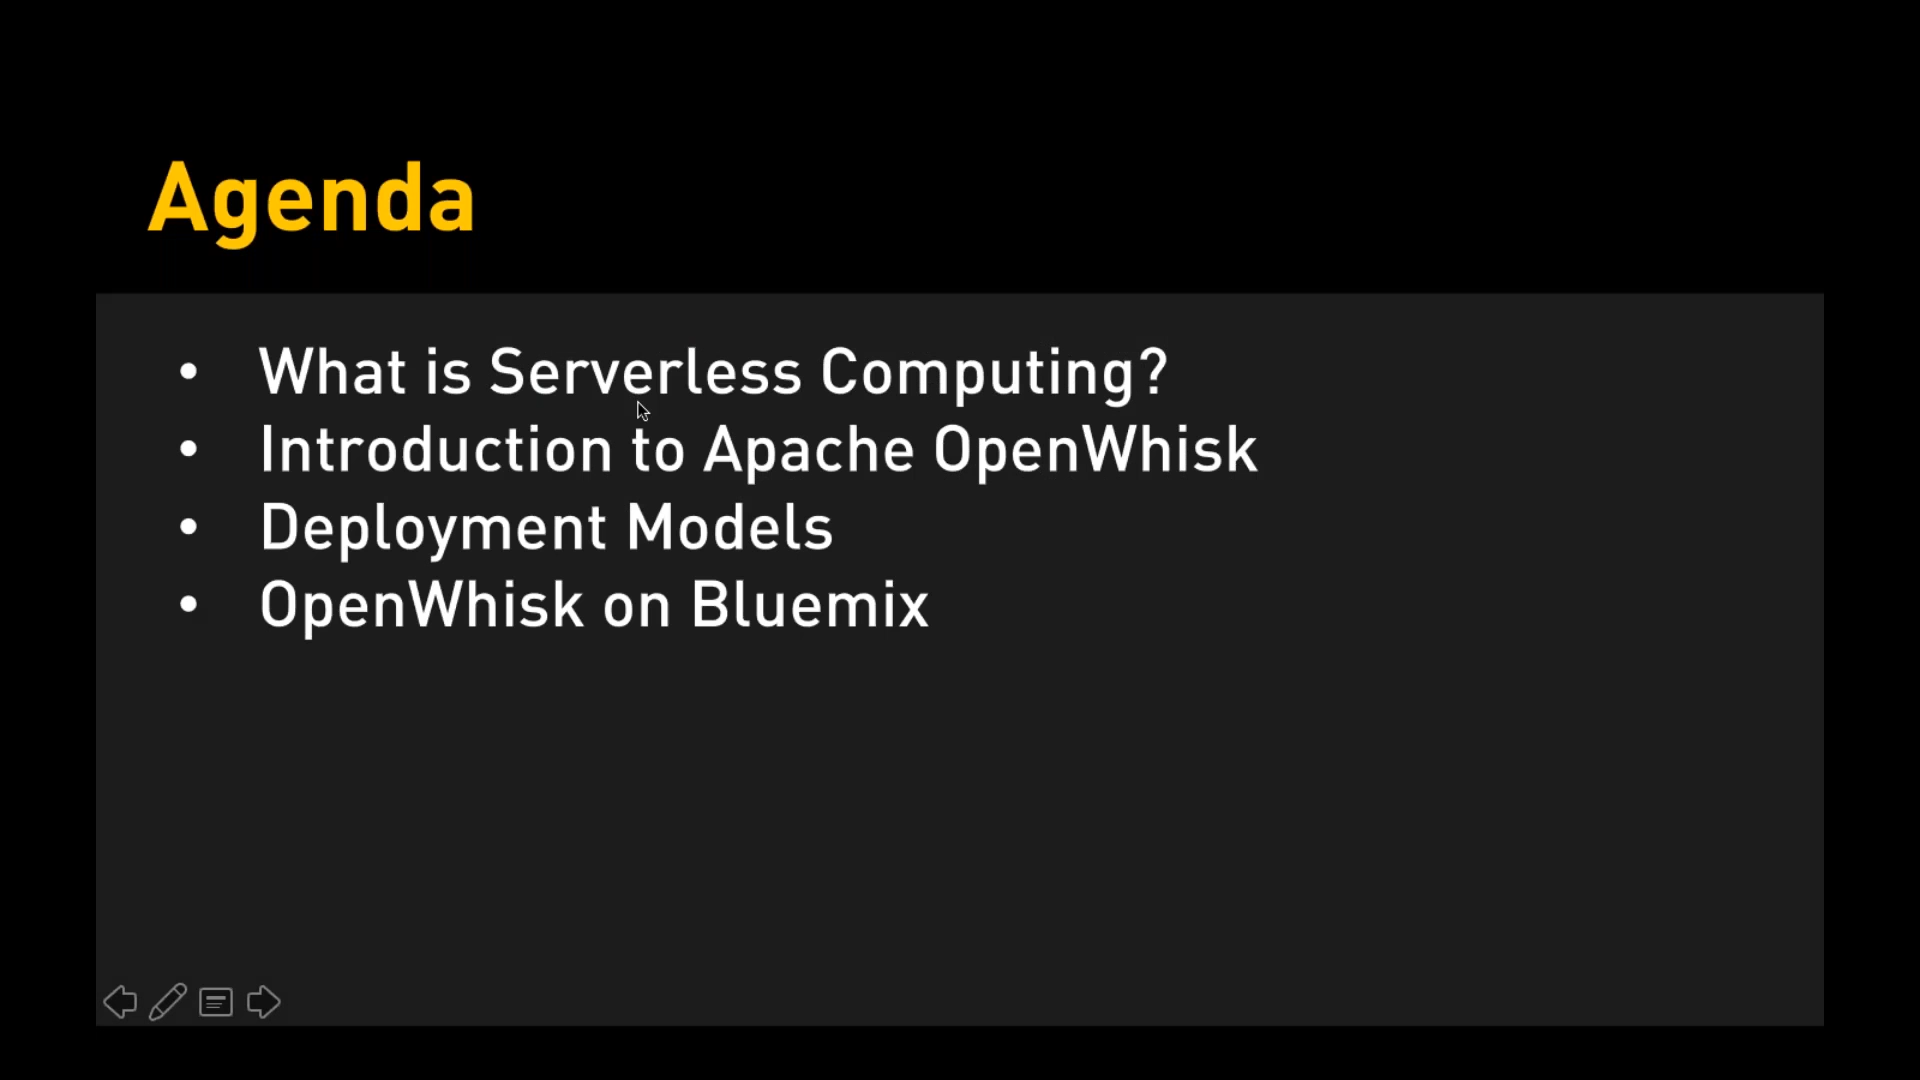 Agenda
• What is Serverless Computing?
• Introduction to Apache OpenWhisk
• Deployment Models
• OpenWhisk on Bluemix